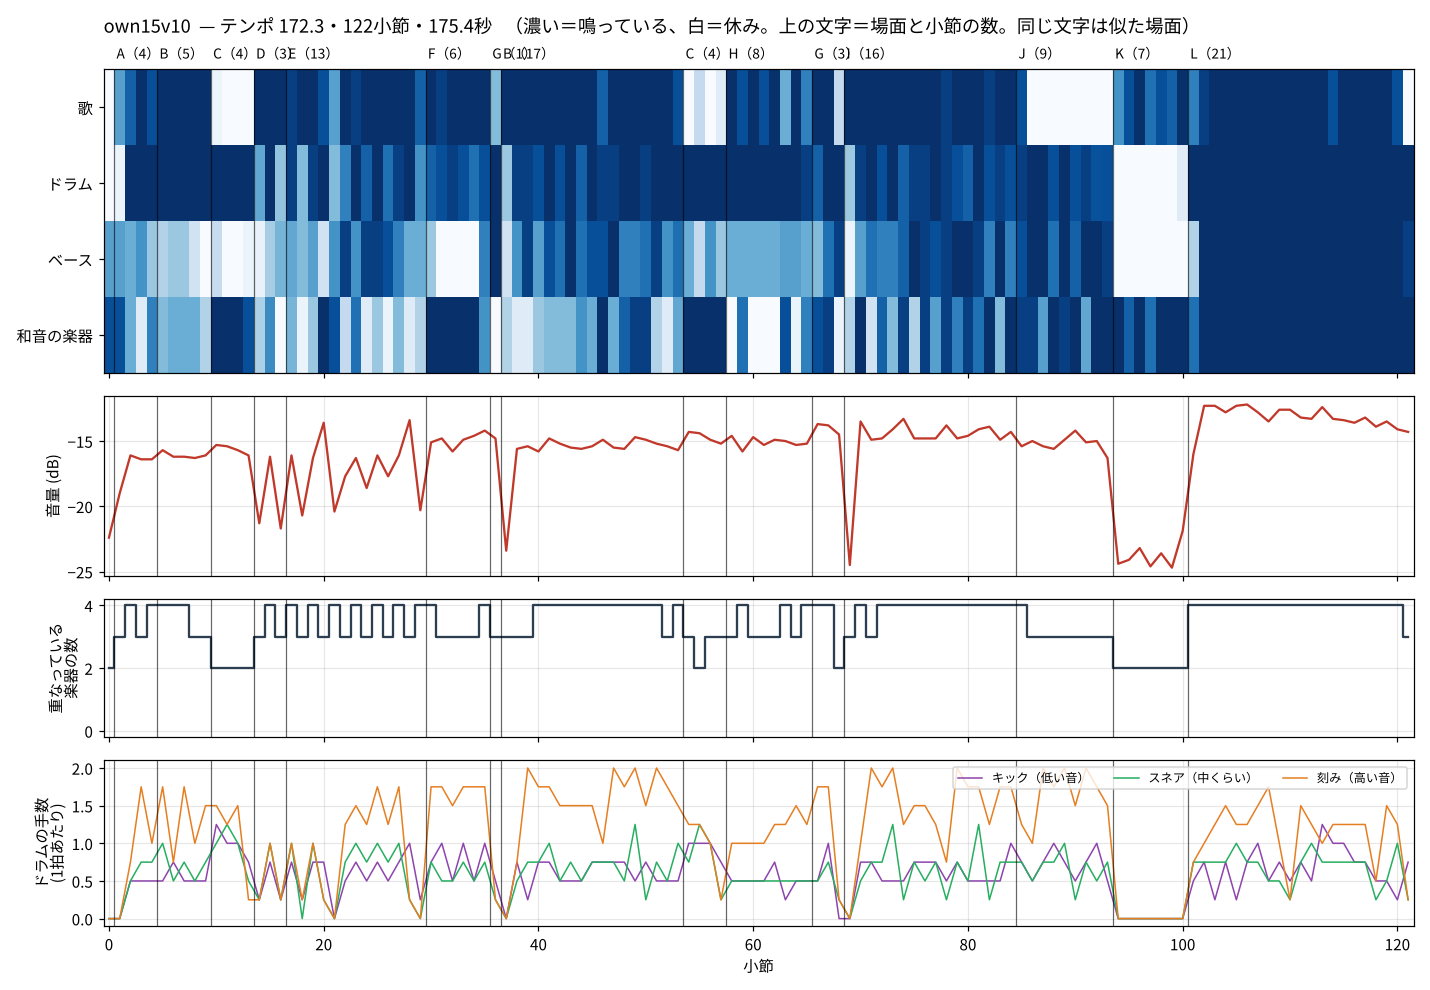 own15v10 — テンポ 172.3・122小節・175.4秒 （濃い＝鳴っている、白＝休み。上の文字＝場面と小節の数。同じ文字は似た場面）
A（4） B（5） C（4） D（3） E（13） F（6） G B（17） C（4） H（8） G（3） （16） J（9） K（7） L（21）
歌
ドラム
ベース
和音の楽器
音量 (dB)
−15
−20
−25
重なっている
楽器の数
4
2
0
ドラムの手数
(1拍あたり)
2.0
1.5
1.0
0.5
0.0
キック（低い音） スネア（中くらい） 刻み（高い音）
0 20 40 60 80 100 120
小節